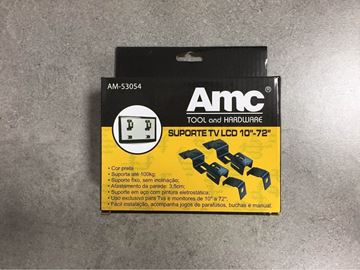 AM-53054
Amc®
TOOL and HARDWARE
SUPORTE TV LCD 10"-72"
• Cor preta
• Suporta até 100kg;
• Suporte fixo, sem inclinação;
• Afastamento da parede: 3,5cm;
• Suporte em aço com pintura eletrostática;
• Uso exclusivo para Tvs e monitores de 10" a 72";
• Fácil instalação, acompanha jogos de parafusos, buchas e manual.